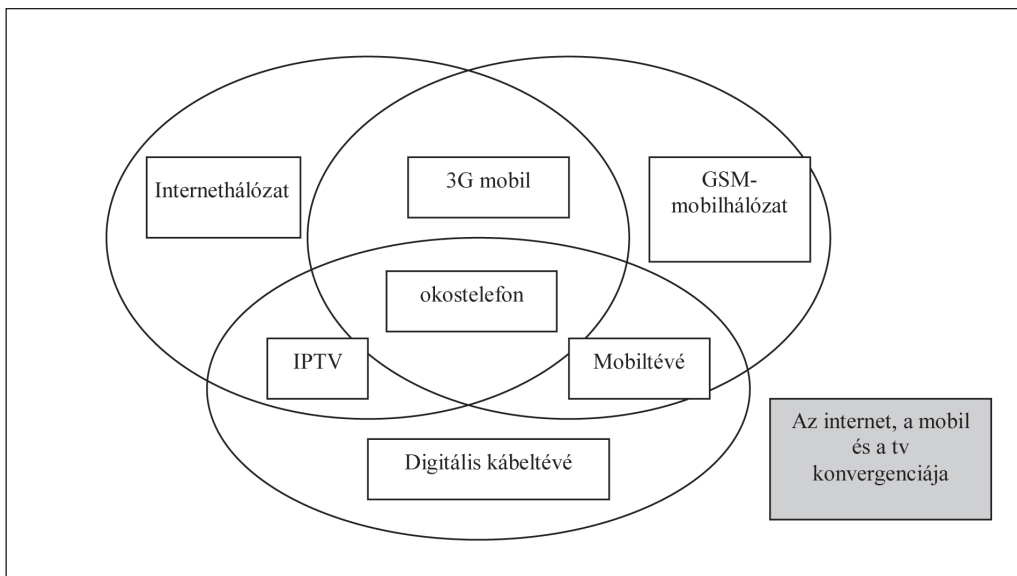 Internethálózat
3G mobil
GSM-
mobilhálózat
okostelefon
IPTV
Mobiltévé
Digitális kábeltévé
Az internet, a mobil
és a tv
konvergenciája